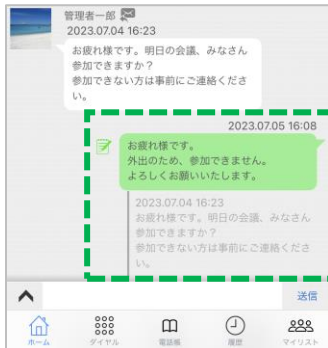 管理者一郎
2023.07.04 16:23
お疲れ様です。明日の会議、みなさん
参加できますか？
参加できない方は事前にご連絡くださ
い。
2023.07.05 16:08
お疲れ様です。
外出のため、参加できません。
よろしくお願いいたします。
2023.07.04 16:23
お疲れ様です。明日の会議、みなさん
参加できますか？
参加できない方は事前にご連絡くださ
い。
送信
ホーム
ダイヤル
電話帳
履歴
マイリスト